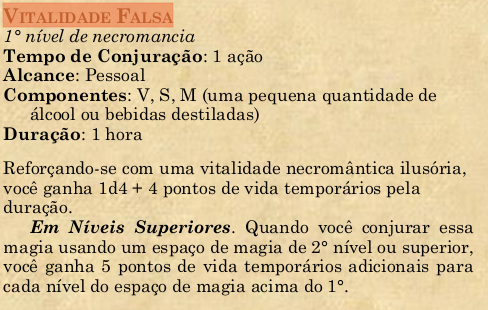 VITALIDADE FALSA
1° nível de necromancia
Tempo de Conjuração: 1 ação
Alcance: Pessoal
Componentes: V, S, M (uma pequena quantidade de
álcool ou bebidas destiladas)
Duração: 1 hora
Reforçando-se com uma vitalidade necromântica ilusória,
você ganha 1d4 + 4 pontos de vida temporários pela
duração.
Em Níveis Superiores. Quando você conjurar essa
magia usando um espaço de magia de 2° nível ou superior,
você ganha 5 pontos de vida temporários adicionais para
cada nível do espaço de magia acima do 1°.